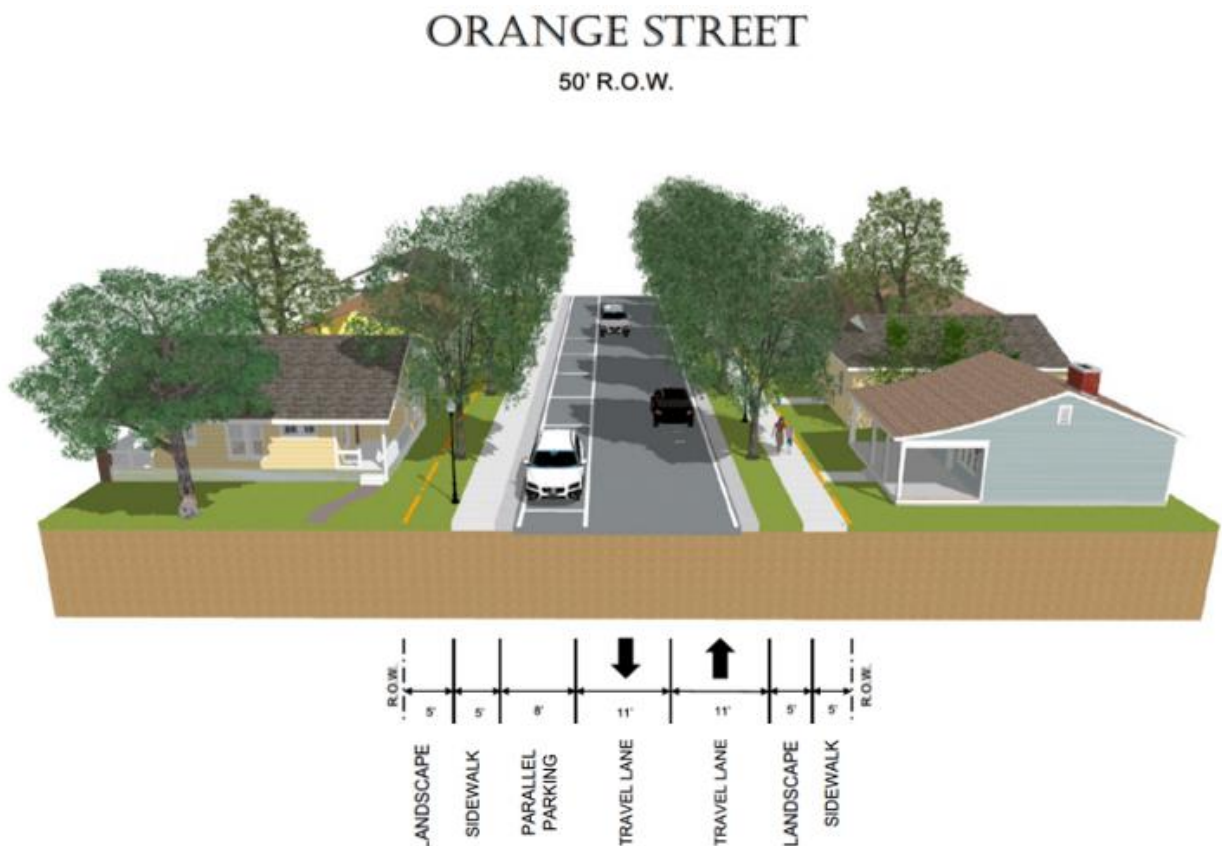 ORANGE STREET
50' R.O.W.
R.O.W.
5'
5'
8'
11'
11'
5'
5'
R.O.W.
LANDSCAPE
SIDEWALK
PARALLEL
PARKING
TRAVEL LANE
TRAVEL LANE
LANDSCAPE
SIDEWALK